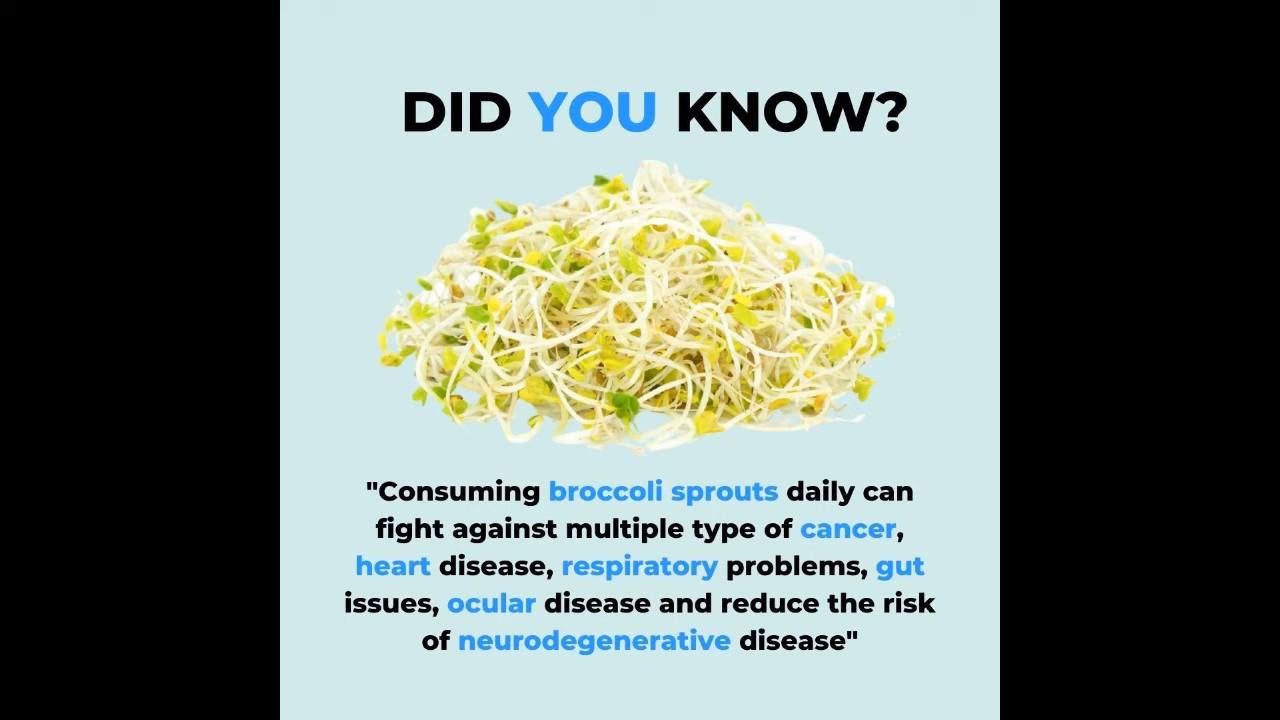 DID YOU KNOW?
"Consuming broccoli sprouts daily can
fight against multiple type of cancer,
heart disease, respiratory problems, gut
issues, ocular disease and reduce the risk
of neurodegenerative disease"